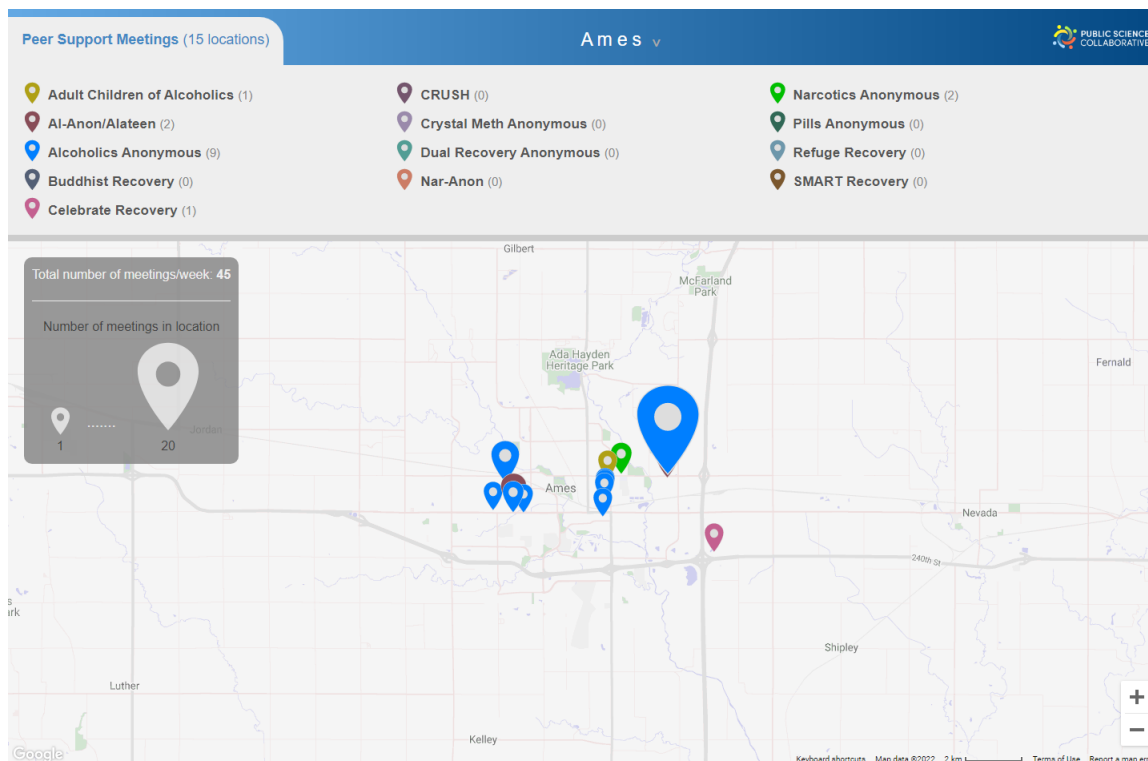 Peer Support Meetings (15 locations)
Ames v
PUBLIC SCIENCE
COLLABORATIVE
Adult Children of Alcoholics (1)
Al-Anon/Alateen (2)
Alcoholics Anonymous (9)
Buddhist Recovery (0)
Celebrate Recovery (1)
CRUSH (0)
Crystal Meth Anonymous (0)
Dual Recovery Anonymous (0)
Nar-Anon (0)
Narcotics Anonymous (2)
Pills Anonymous (0)
Refuge Recovery (0)
SMART Recovery (0)
Total number of meetings/week: 45
Number of meetings in location
1
20
Gilbert
McFarland
Park
Ada Hayden
Heritage Park
Fernald
Jordan
Ames
Nevada
240th St
Shipley
Luther
Kelley
Google
Keyboard shortcuts
Map data ©2022
2 km
Terms of Use
Report a map